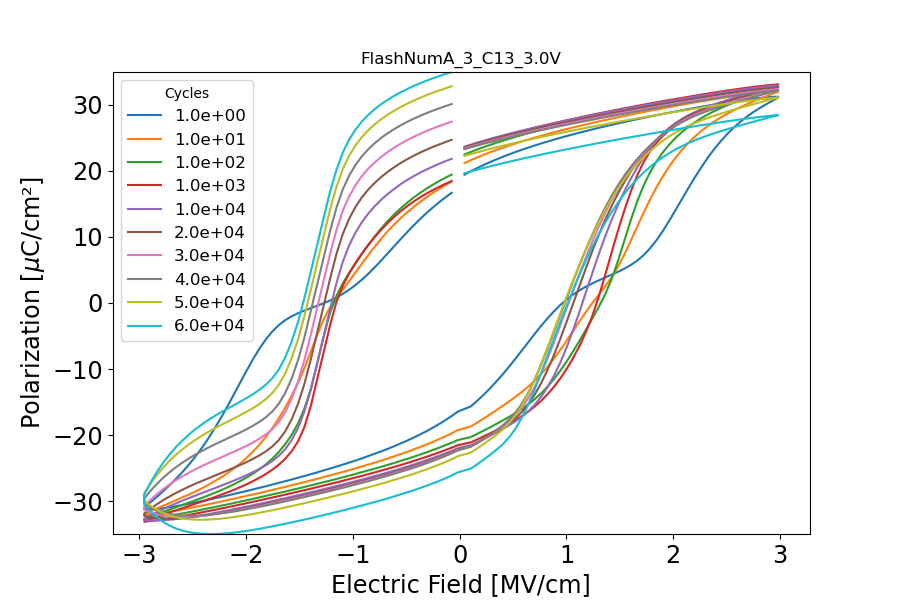 FlashNumA_3_C13_3.0V
Cycles
1.0e+00
1.0e+01
1.0e+02
1.0e+03
1.0e+04
2.0e+04
3.0e+04
4.0e+04
5.0e+04
6.0e+04
Polarization [μC/cm²]
30
20
10
0
−10
−20
−30
−3 −2 −1 0 1 2 3
Electric Field [MV/cm]